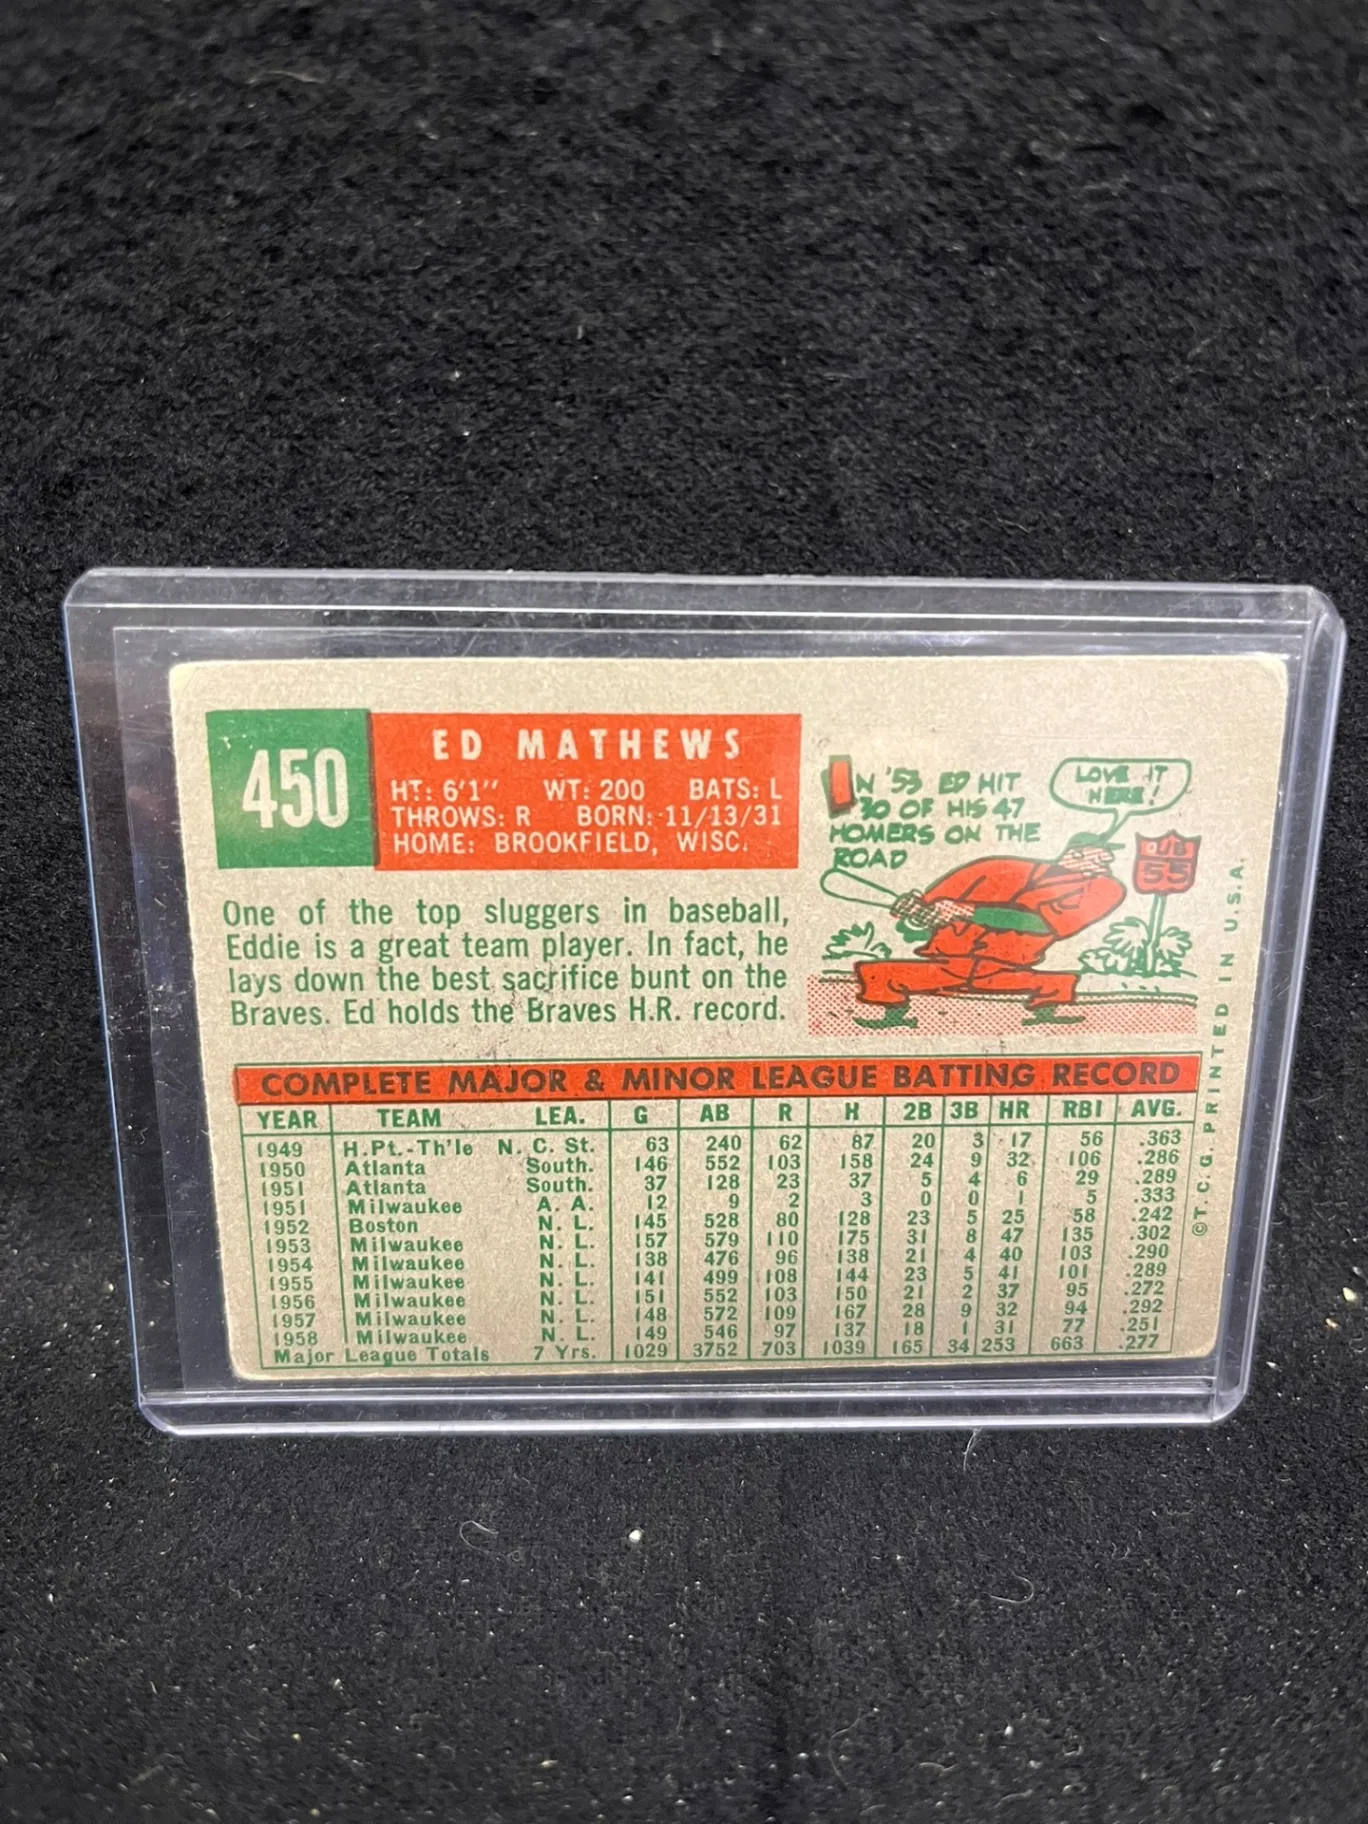 450
ED MATHEWS
HT: 6'1" WT: 200 BATS: L
THROWS: R BORN: 11/13/31
HOME: BROOKFIELD, WISC.
One of the top sluggers in baseball,
Eddie is a great team player. In fact, he
lays down the best sacrifice bunt on the
Braves. Ed holds the Braves H.R. record.
IN '53 ED HIT
30 OF HIS 47
HOMERS ON THE
ROAD
LOVE IT
HERE!
55
COMPLETE MAJOR & MINOR LEAGUE BATTING RECORD
YEAR TEAM LEA. G AB R H 2B 3B HR RBI AVG.
1949 H.Pt.-Th'le N. C. St. 63 240 62 87 20 3 17 56 .363
1950 Atlanta South. 146 552 103 158 24 9 32 106 .286
1951 Atlanta South. 37 128 23 37 5 4 6 29 .289
1951 Milwaukee A. A. 12 9 2 3 0 0 1 5 .333
1952 Boston N. L. 145 528 80 128 23 5 25 58 .242
1953 Milwaukee N. L. 157 579 110 175 31 8 47 135 .302
1954 Milwaukee N. L. 138 476 96 138 21 4 40 103 .290
1955 Milwaukee N. L. 141 499 108 144 23 5 41 101 .289
1956 Milwaukee N. L. 151 552 103 150 21 2 37 95 .272
1957 Milwaukee N. L. 148 572 109 167 28 9 32 94 .292
1958 Milwaukee N. L. 149 546 97 137 18 1 31 77 .251
Major League Totals 7 Yrs. 1029 3752 703 1039 165 34 253 663 .277
©T.C.G. PRINTED IN U.S.A.